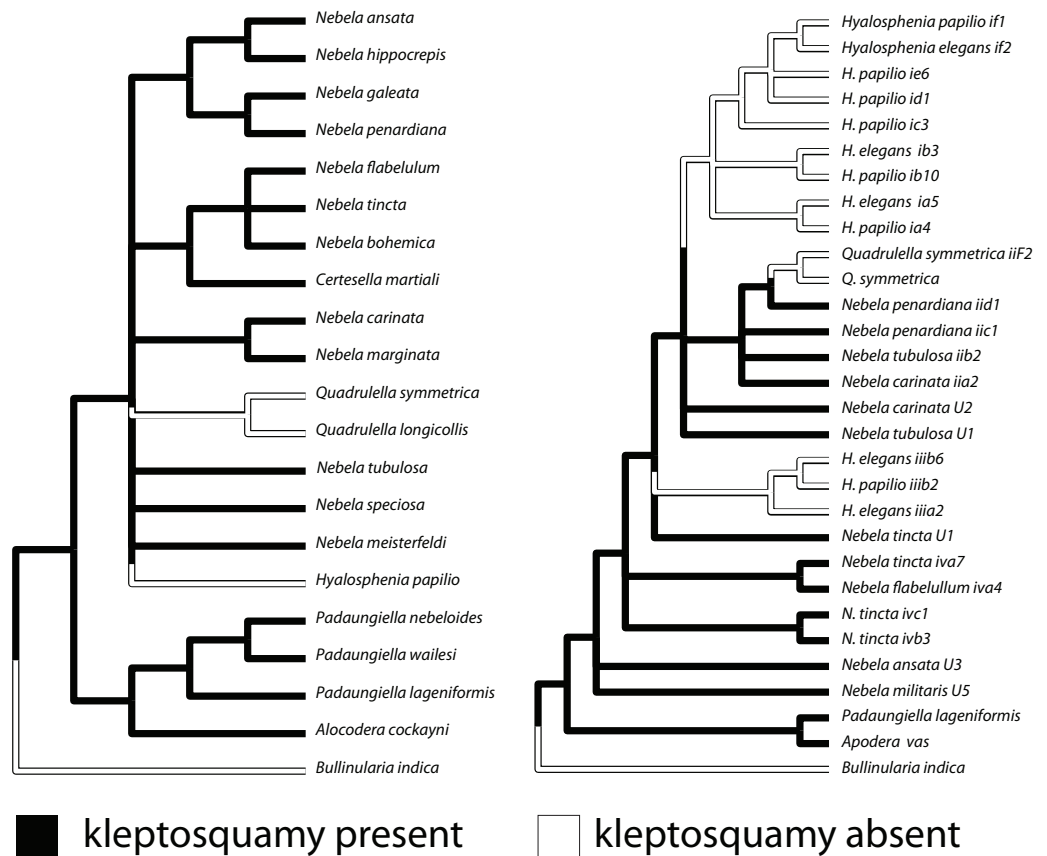 Nebela ansata
Nebela hippocrepis
Nebela galeata
Nebela penardiana
Nebela flabelulum
Nebela tincta
Nebela bohemica
Certesella martiali
Nebela carinata
Nebela marginata
Quadrulella symmetrica
Quadrulella longicollis
Nebela tubulosa
Nebela speciosa
Nebela meisterfeldi
Hyalosphenia papilio
Padaungiella nebeloides
Padaungiella wailesi
Padaungiella lageniformis
Alocodera cockayni
Bullinularia indica
Hyalosphenia papilio if1
Hyalosphenia elegans if2
H. papilio ie6
H. papilio id1
H. papilio ic3
H. elegans ib3
H. papilio ib10
H. elegans ia5
H. papilio ia4
Quadrulella symmetrica iiF2
Q. symmetrica
Nebela penardiana iid1
Nebela penardiana iic1
Nebela tubulosa iib2
Nebela carinata iia2
Nebela carinata U2
Nebela tubulosa U1
H. elegans iiib6
H. papilio iiib2
H. elegans iiia2
Nebela tincta U1
Nebela tincta iva7
Nebela flabelullum iva4
N. tincta ivc1
N. tincta ivb3
Nebela ansata U3
Nebela militaris U5
Padaungiella lageniformis
Apodera vas
Bullinularia indica
kleptosquamy present
kleptosquamy absent